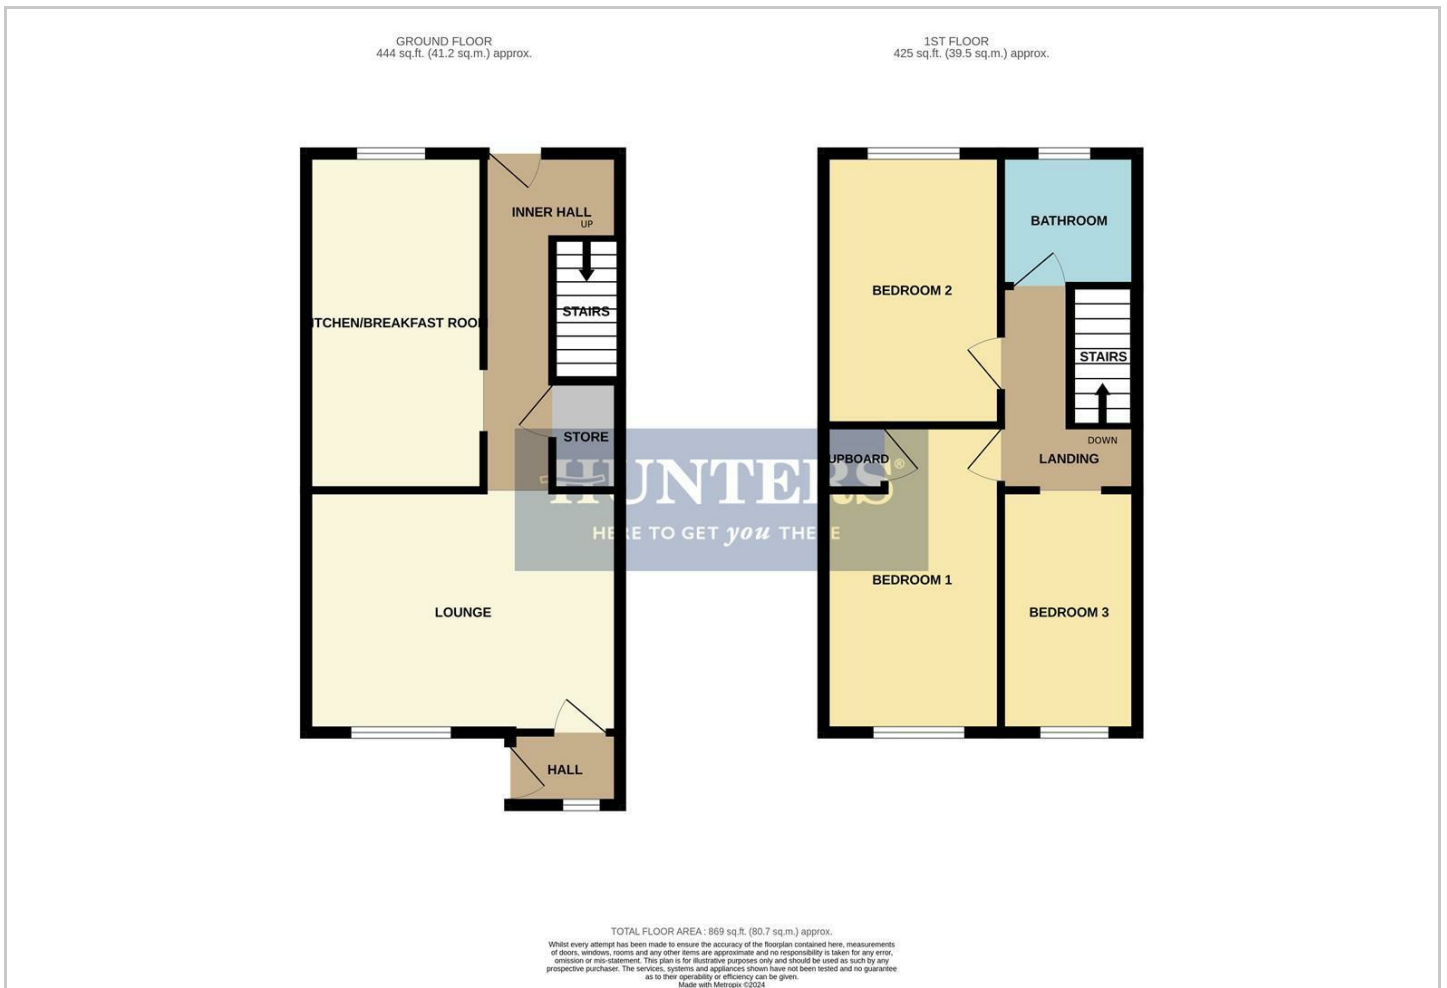 GROUND FLOOR
444 sq.ft. (41.2 sq.m.) approx.
1ST FLOOR
425 sq.ft. (39.5 sq.m.) approx.
INNER HALL
UP
BATHROOM
BEDROOM 2
STAIRS
ITCHEN/BREAKFAST ROOM
STAIRS
STORE
DOWN
UPBOARD
LANDING
HUNTERS®
HERE TO GET you THERE
BEDROOM 1
LOUNGE
BEDROOM 3
HALL
TOTAL FLOOR AREA : 869 sq.ft. (80.7 sq.m.) approx.
Whilst every attempt has been made to ensure the accuracy of the floorplan contained here, measurements
of doors, windows, rooms and any other items are approximate and no responsibility is taken for any error,
omission or mis-statement. This plan is for illustrative purposes only and should be used as such by any
prospective purchaser. The services, systems and appliances shown have not been tested and no guarantee
as to their operability or efficiency can be given.
Made with Metropix ©2024